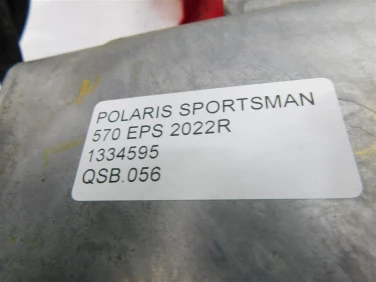 POLARIS SPORTSMAN
570 EPS 2022R
1334595
QSB.056